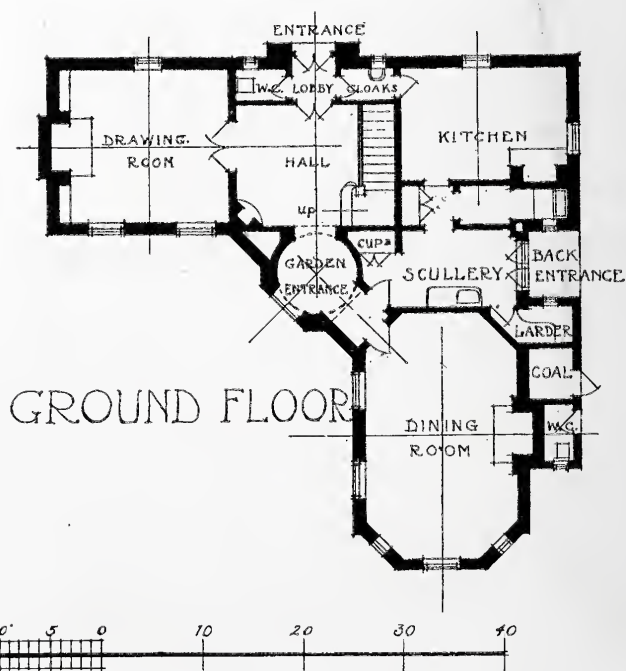 ENTRANCE
W.C. LOBBY CLOAKS
DRAWING
ROOM
HALL
KITCHEN
UP
CUPD
GARDEN
ENTRANCE
SCULLERY
BACK
ENTRANCE
LARDER
COAL
GROUND FLOOR
DINING
ROOM
W.C.
0 5 0 10 20 30 40